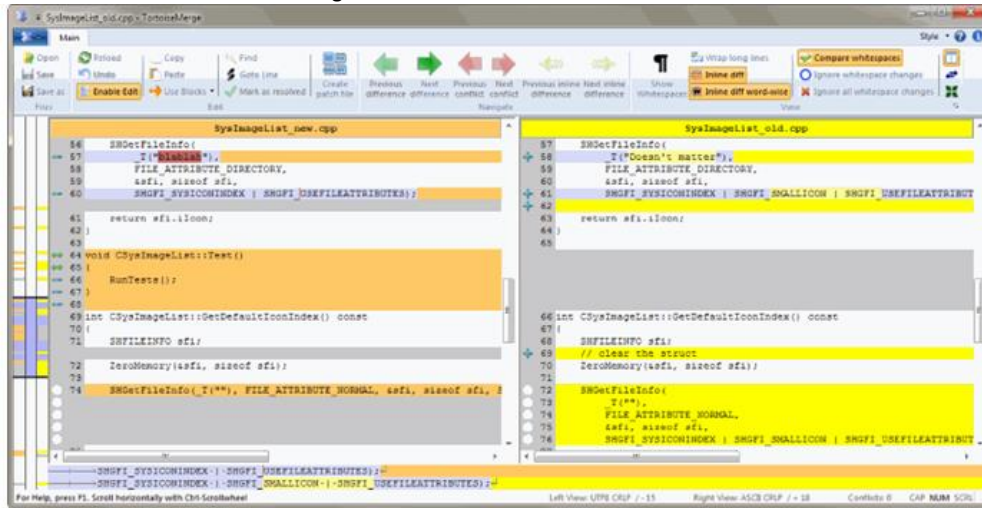 SysImageList_old.cpp - TortoiseMerge
Main
Style
Open
Save
Save as
Reload
Undo
Enable Edit
Copy
Paste
Use Blocks
Find
Goto Line
Mark as resolved
Edit
Create patch file
Previous difference
Next difference
Previous conflict
Next conflict
Previous inline difference
Next inline difference
Navigate
Show Whitespaces
Wrap long lines
Inline diff
Inline diff word-wise
Compare whitespaces
Ignore whitespace changes
Ignore all whitespace changes
View
SysImageList_new.cpp
56 SHGetFileInfo(
57 _T("blahlah"),
58 FILE_ATTRIBUTE_DIRECTORY,
59 &sfi, sizeof sfi,
60 SHGFI_SYSICONINDEX | SHGFI_USEFILEATTRIBUTES);
61 return sfi.iIcon;
62 }
63
64 void CSysImageList::Test()
65 {
66 RunTests();
67 }
68
69 int CSysImageList::GetDefaultIconIndex() const
70 {
71 SHFILEINFO sfi;
72 ZeroMemory(&sfi, sizeof sfi);
73
74 SHGetFileInfo(_T(""), FILE_ATTRIBUTE_NORMAL, &sfi, sizeof sfi, S
SysImageList_old.cpp
57 SHGetFileInfo(
58 _T("Doesn't matter"),
59 FILE_ATTRIBUTE_DIRECTORY,
60 &sfi, sizeof sfi,
61 SHGFI_SYSICONINDEX | SHGFI_SMALLICON | SHGFI_USEFILEATTRIBUT
62
63 return sfi.iIcon;
64 }
65
66 int CSysImageList::GetDefaultIconIndex() const
67 {
68 SHFILEINFO sfi;
69 // clear the struct
70 ZeroMemory(&sfi, sizeof sfi);
71
72 SHGetFileInfo(
73 _T(""),
74 FILE_ATTRIBUTE_NORMAL,
75 &sfi, sizeof sfi,
76 SHGFI_SYSICONINDEX | SHGFI_SMALLICON | SHGFI_USEFILEATTRIBUT
SHGFI_SYSICONINDEX·|·SHGFI_USEFILEATTRIBUTES);
SHGFI_SYSICONINDEX·|·SHGFI_SMALLICON·|·SHGFI_USEFILEATTRIBUTES);
For Help, press F1. Scroll horizontally with Ctrl-Scrollwheel
Left View: UTF8 CRLF / - 15
Right View: ASCII CRLF / + 18
Conflicts: 0
CAP NUM SCRL